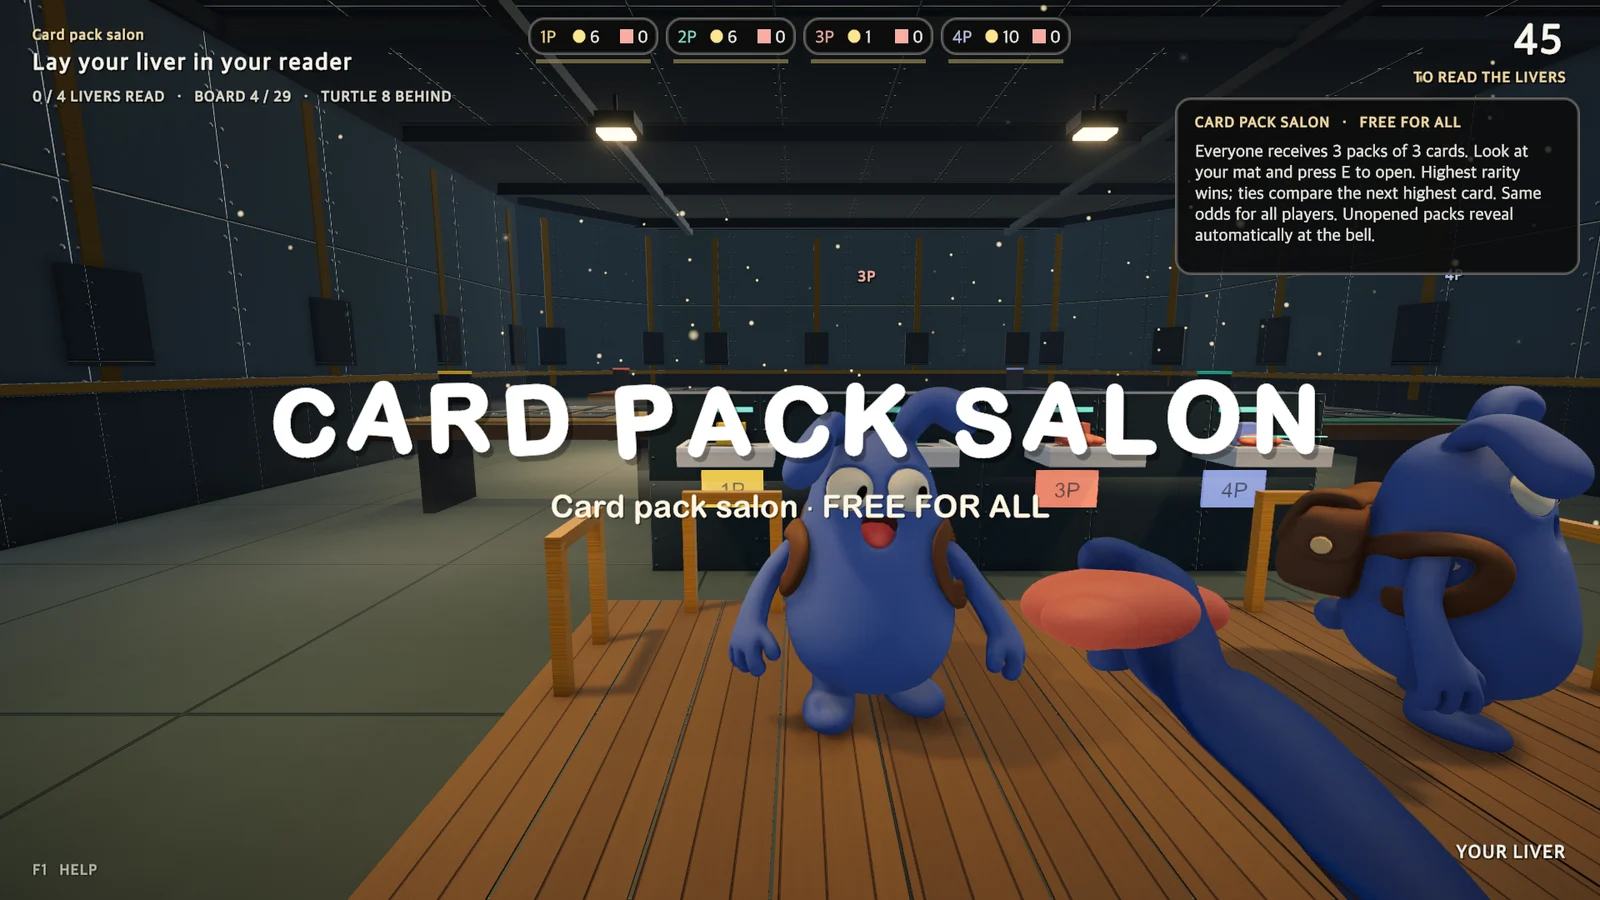 Card pack salon
Lay your liver in your reader
0 / 4 LIVERS READ · BOARD 4 / 29 · TURTLE 8 BEHIND
1P 6 0
2P 6 0
3P 1 0
4P 10 0
45
TO READ THE LIVERS
CARD PACK SALON · FREE FOR ALL
Everyone receives 3 packs of 3 cards. Look at
your mat and press E to open. Highest rarity
wins; ties compare the next highest card. Same
odds for all players. Unopened packs reveal
automatically at the bell.
4P
3P
CARD PACK SALON
1P
3P
4P
Card pack salon · FREE FOR ALL
YOUR LIVER
F1 HELP